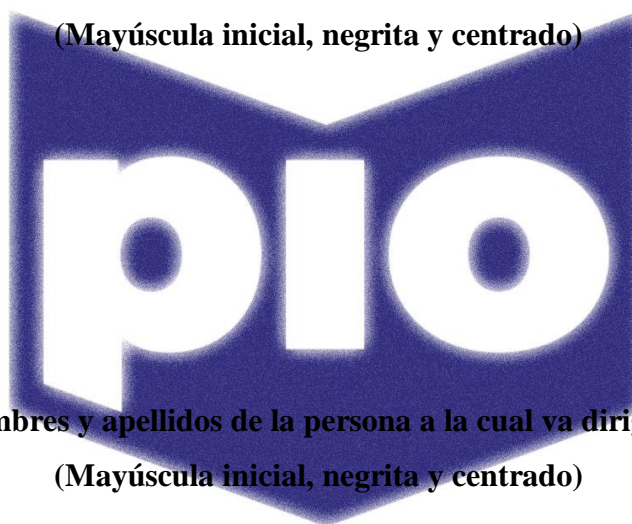 (Mayúscula inicial, negrita y centrado)
pio
y apellidos de la persona a la cual va
(Mayúscula inicial, negrita y centrado)